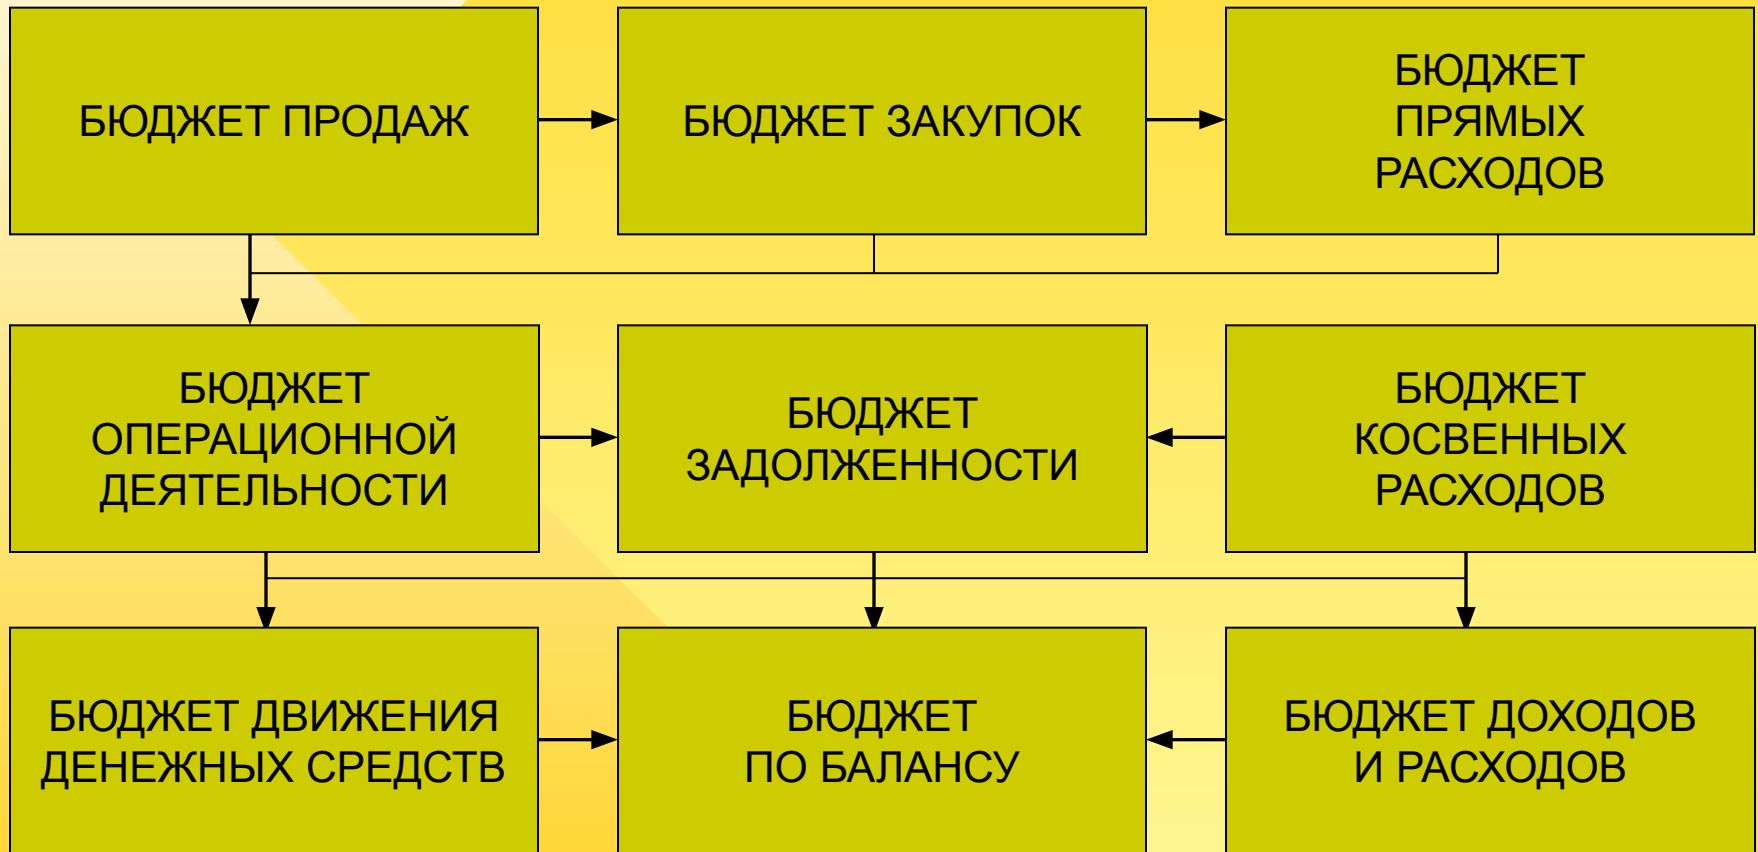 БЮДЖЕТ ПРОДАЖ
БЮДЖЕТ ЗАКУПОК
БЮДЖЕТ
ПРЯМЫХ
РАСХОДОВ
БЮДЖЕТ
ОПЕРАЦИОННОЙ
ДЕЯТЕЛЬНОСТИ
БЮДЖЕТ
ЗАДОЛЖЕННОСТИ
БЮДЖЕТ
КОСВЕННЫХ
РАСХОДОВ
БЮДЖЕТ ДВИЖЕНИЯ
ДЕНЕЖНЫХ СРЕДСТВ
БЮДЖЕТ
ПО БАЛАНСУ
БЮДЖЕТ ДОХОДОВ
И РАСХОДОВ